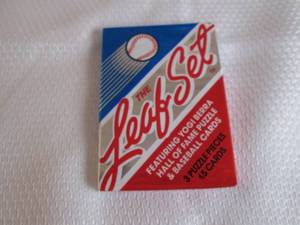 THE
Leaf Set
FEATURING YOGI BERRA
HALL OF FAME PUZZLE
& BASEBALL CARDS
3 PUZZLE PIECES
15 CARDS